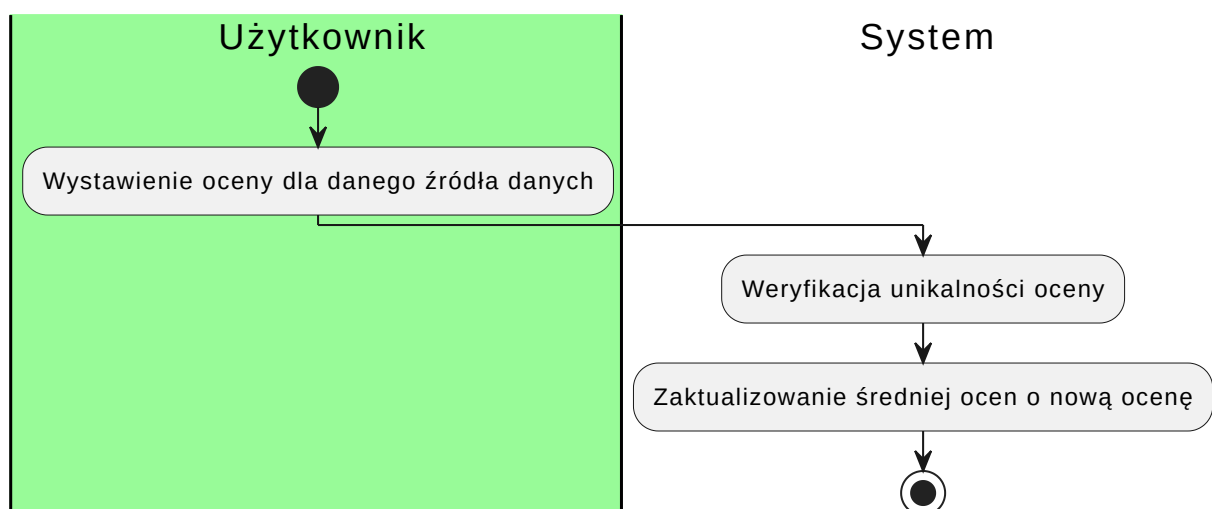 Użytkownik
System
Wystawienie oceny dla danego źródła danych
Weryfikacja unikalności oceny
Zaktualizowanie średniej ocen o nową ocenę